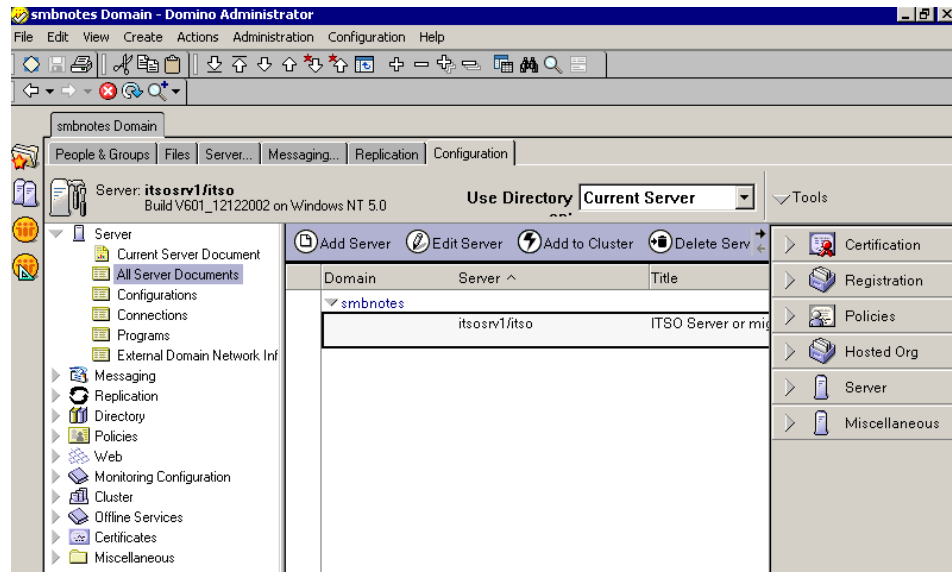 smbnotes Domain - Domino Administrator
File Edit View Create Actions Administration Configuration Help
smbnotes Domain
People & Groups Files Server... Messaging... Replication Configuration
Server: itsosrv1/itso
Build V601_12122002 on Windows NT 5.0
Use Directory Current Server
Tools
Server
Current Server Document
All Server Documents
Configurations
Connections
Programs
External Domain Network Inf
Messaging
Replication
Directory
Policies
Web
Monitoring Configuration
Cluster
Offline Services
Certificates
Miscellaneous
Add Server Edit Server Add to Cluster Delete Serv
Domain Server Title
smbnotes
itsosrv1/itso ITSO Server or mig
Certification
Registration
Policies
Hosted Org
Server
Miscellaneous